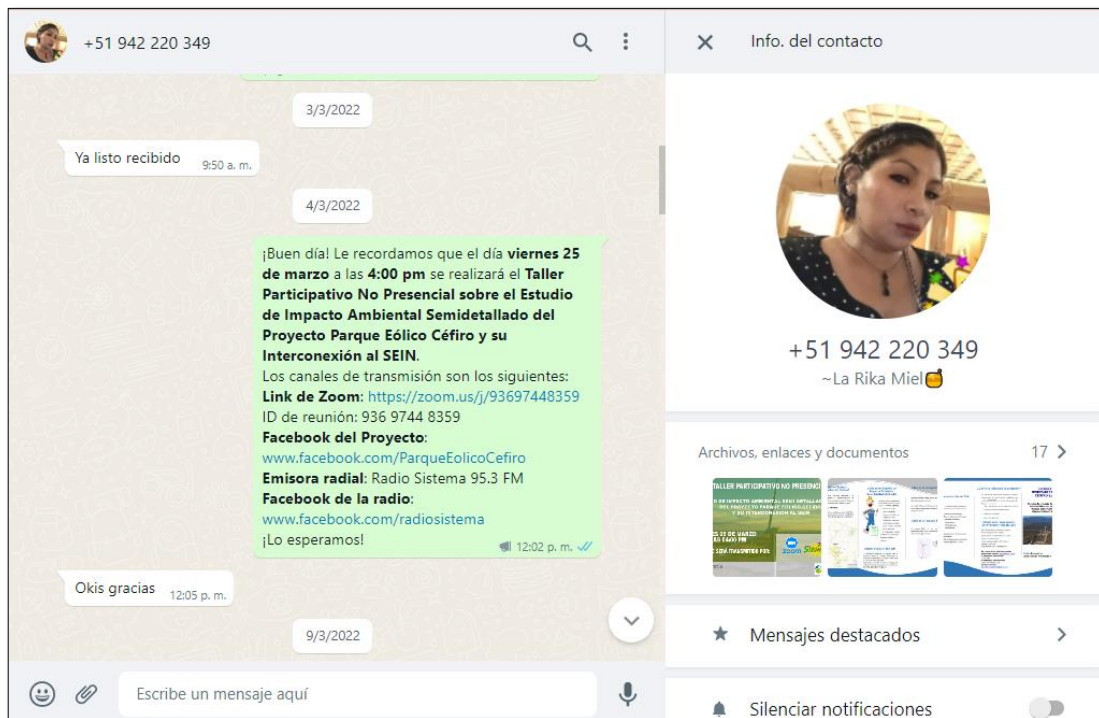 +51 942 220 349
3/3/2022
Ya listo recibido 9:50 a. m.
4/3/2022
¡Buen día! Le recordamos que el día viernes 25
de marzo a las 4:00 pm se realizará el Taller
Participativo No Presencial sobre el Estudio
de Impacto Ambiental Semidetallado del
Proyecto Parque Eólico Céfiro y su
Interconexión al SEIN.
Los canales de transmisión son los siguientes:
Link de Zoom: https://zoom.us/j/93697448359
ID de reunión: 936 9744 8359
Facebook del Proyecto:
www.facebook.com/ParqueEolicoCefiro
Emisora radial: Radio Sistema 95.3 FM
Facebook de la radio:
www.facebook.com/radiosistema
¡Lo esperamos!
12:02 p. m.
Okis gracias 12:05 p. m.
9/3/2022
Escribe un mensaje aquí
Info. del contacto
+51 942 220 349
~La Rika Miel🍯
Archivos, enlaces y documentos 17
TALLER PARTICIPATIVO NO PRESENC
zoom
Mensajes destacados
Silenciar notificaciones